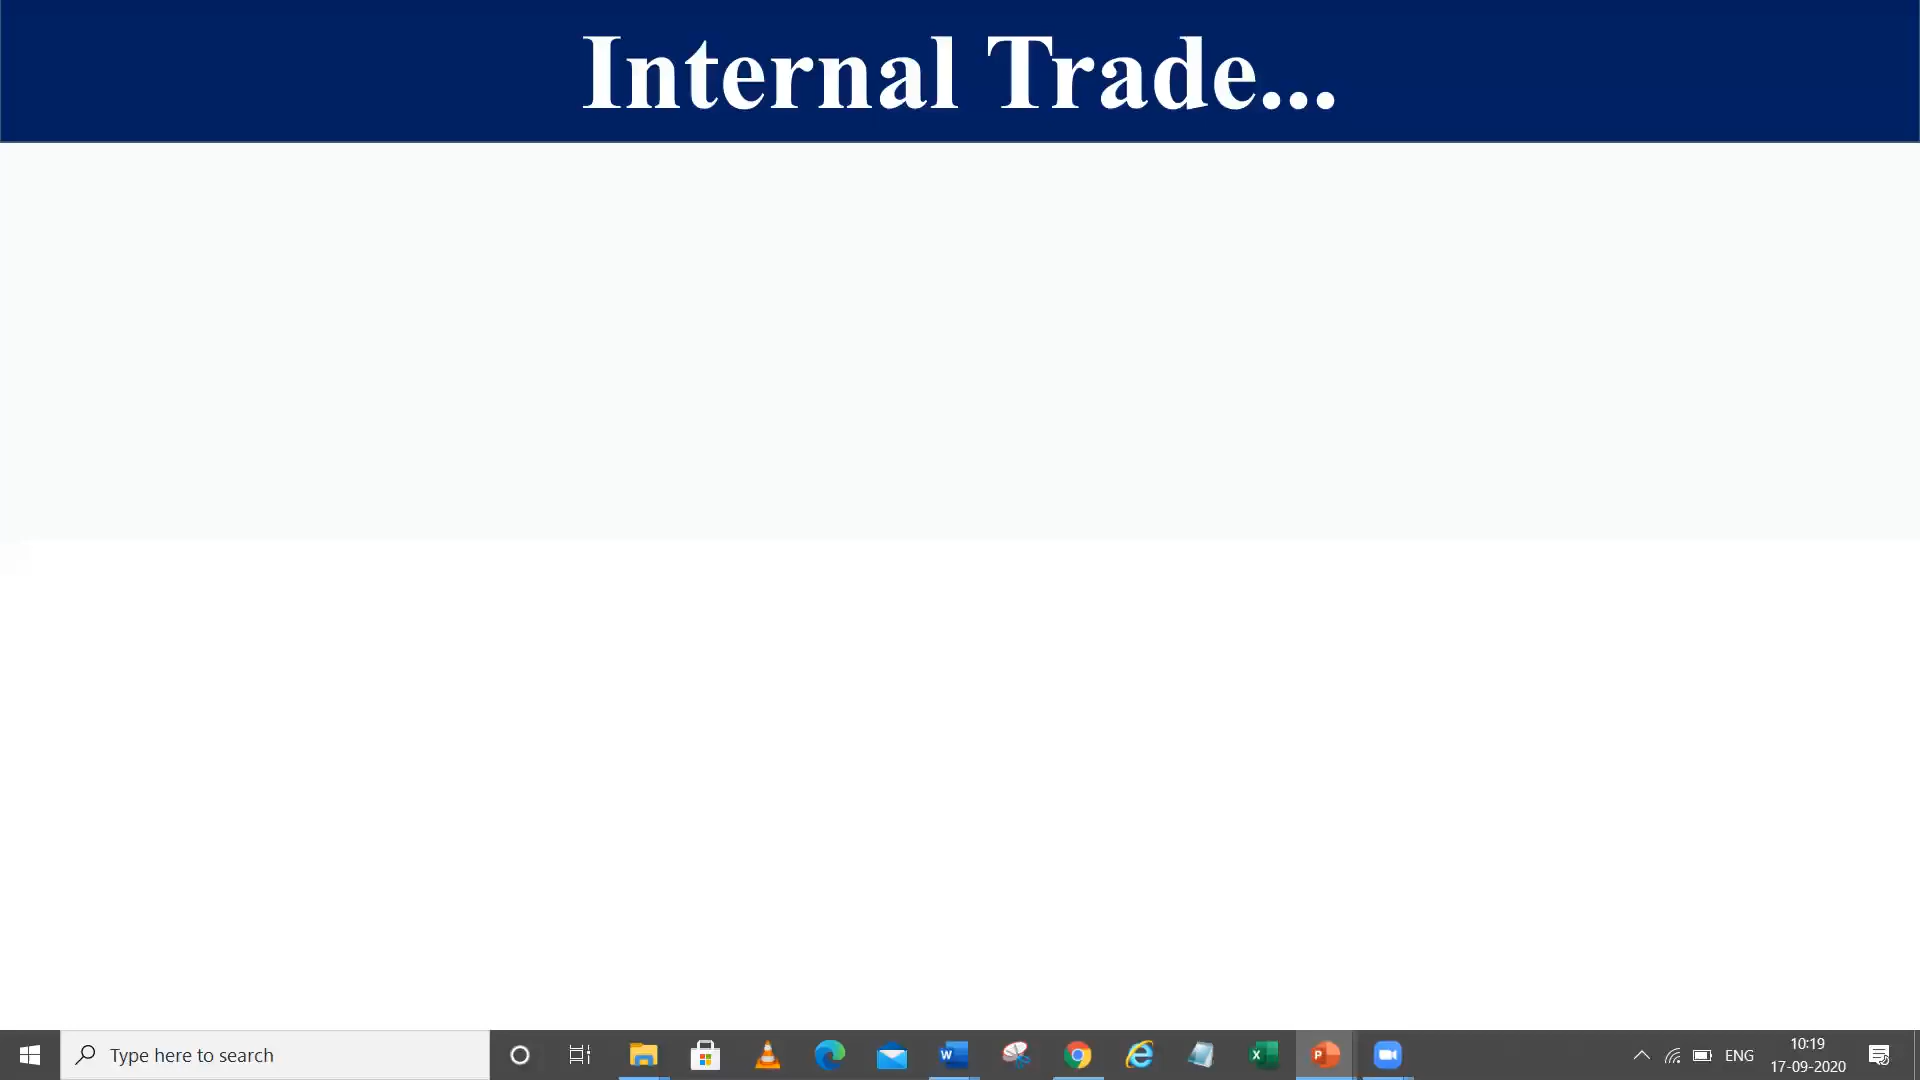 Internal Trade...
Type here to search
ENG
10:19
17-09-2020